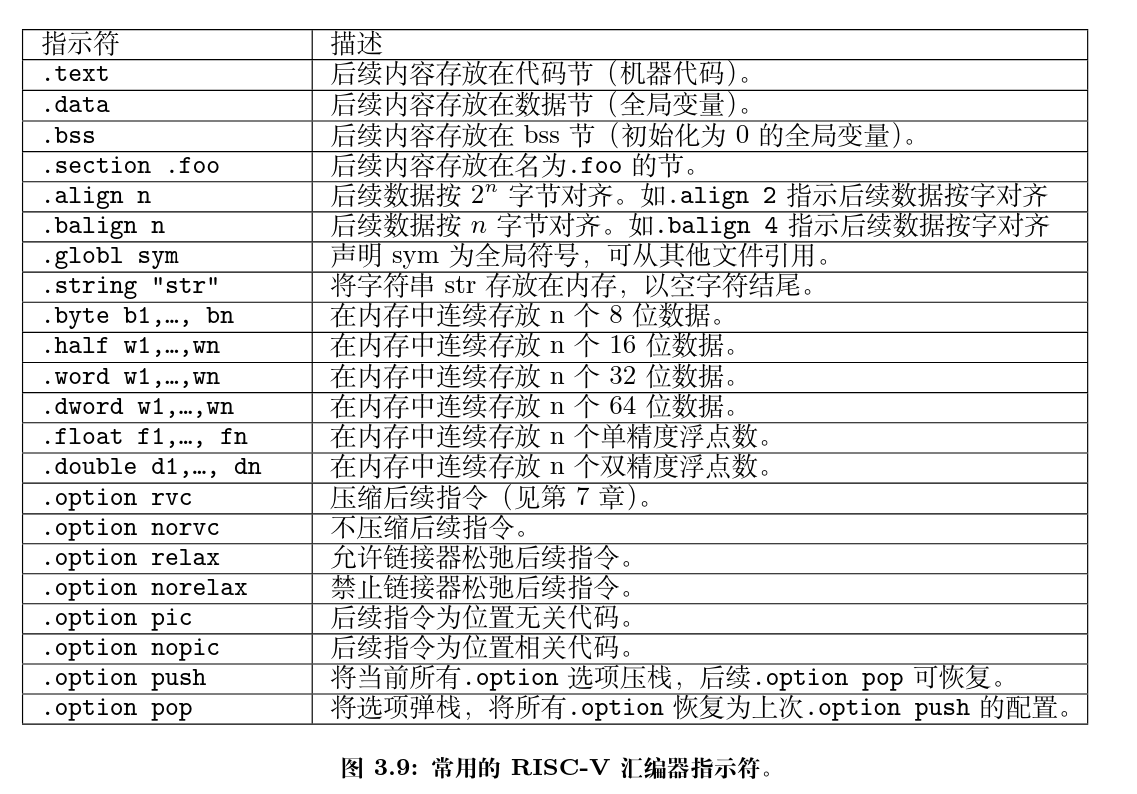 指示符 描述
.text 后续内容存放在代码节（机器代码）。
.data 后续内容存放在数据节（全局变量）。
.bss 后续内容存放在 bss 节（初始化为 0 的全局变量）。
.section .foo 后续内容存放在名为.foo 的节。
.align n 后续数据按 2ⁿ 字节对齐。如.align 2 指示后续数据按字对齐
.balign n 后续数据按 n 字节对齐。如.balign 4 指示后续数据按字对齐
.globl sym 声明 sym 为全局符号，可从其他文件引用。
.string "str" 将字符串 str 存放在内存，以空字符结尾。
.byte b1,…, bn 在内存中连续存放 n 个 8 位数据。
.half w1,…,wn 在内存中连续存放 n 个 16 位数据。
.word w1,…,wn 在内存中连续存放 n 个 32 位数据。
.dword w1,…,wn 在内存中连续存放 n 个 64 位数据。
.float f1,…, fn 在内存中连续存放 n 个单精度浮点数。
.double d1,…, dn 在内存中连续存放 n 个双精度浮点数。
.option rvc 压缩后续指令（见第 7 章）。
.option norvc 不压缩后续指令。
.option relax 允许链接器松弛后续指令。
.option norelax 禁止链接器松弛后续指令。
.option pic 后续指令为位置无关代码。
.option nopic 后续指令为位置相关代码。
.option push 将当前所有.option 选项压栈，后续.option pop 可恢复。
.option pop 将选项弹栈，将所有.option 恢复为上次.option push 的配置。
图 3.9: 常用的 RISC-V 汇编器指示符。